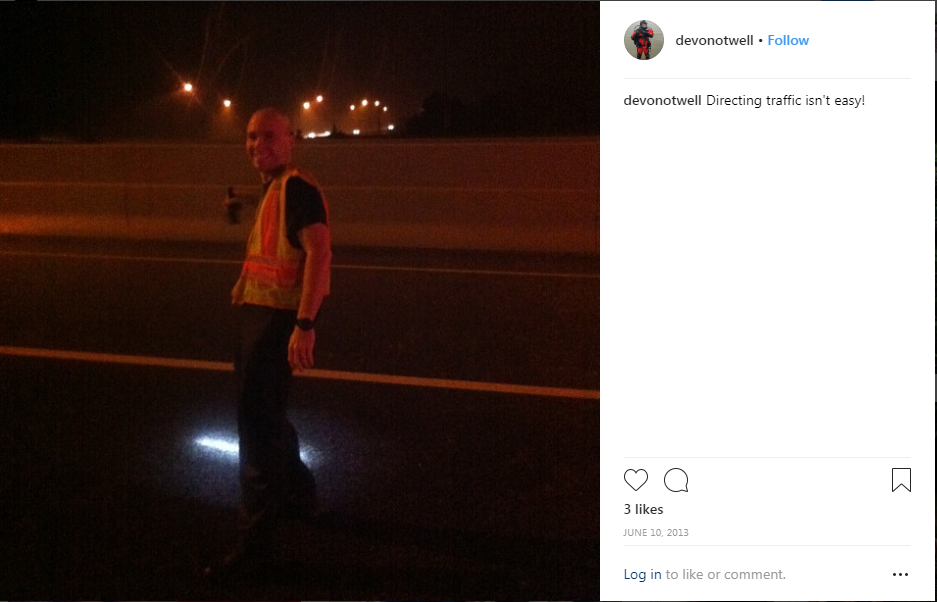 devonotwell • Follow
devonotwell Directing traffic isn't easy!
3 likes
JUNE 10, 2013
Log in to like or comment.